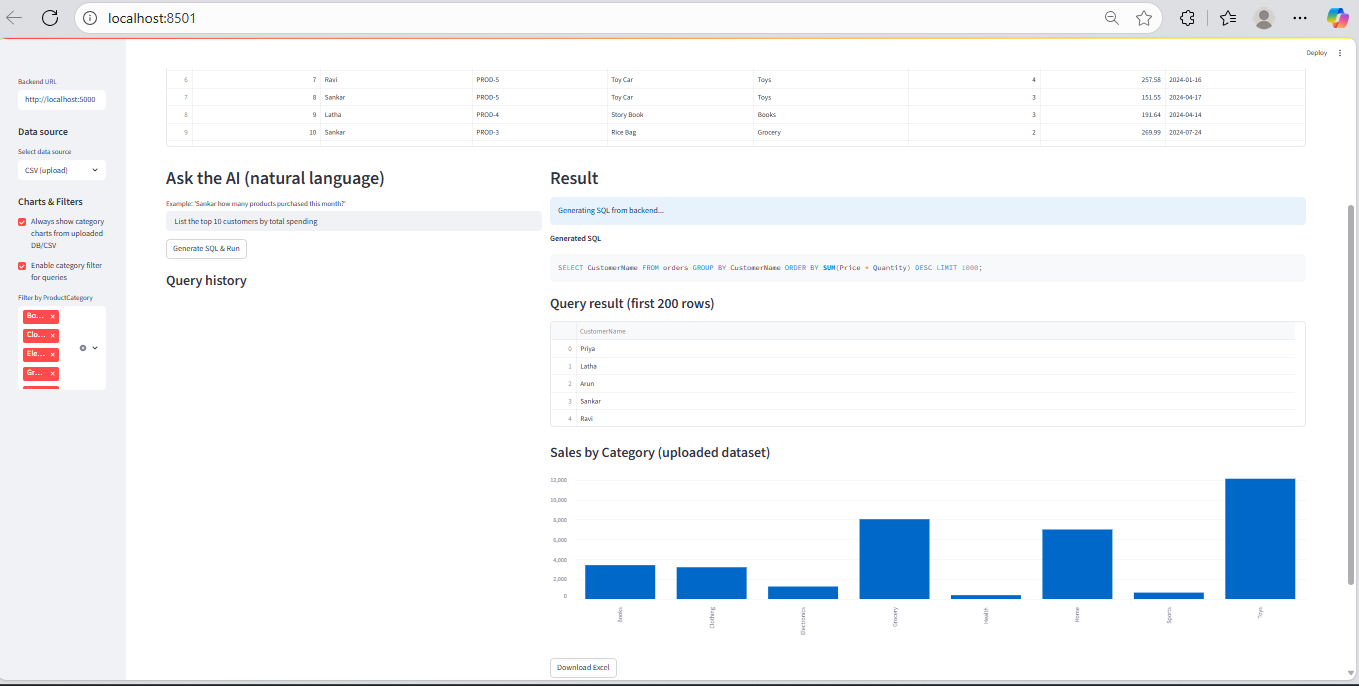 localhost:8501
Deploy
Backend URL
http://localhost:5000
Data source
Select data source
CSV (upload)
Charts & Filters
Always show category
charts from uploaded
DB/CSV
Enable category filter
for queries
Filter by ProductCategory
Bo... ×
Clo... ×
Ele... ×
Gr... ×
6 7 Ravi PROD-5 Toy Car Toys 4 257.58 2024-01-16
7 8 Sankar PROD-5 Toy Car Toys 3 151.55 2024-04-17
8 9 Latha PROD-4 Story Book Books 3 191.64 2024-04-14
9 10 Sankar PROD-3 Rice Bag Grocery 2 269.99 2024-07-24
Ask the AI (natural language)
Example: 'Sankar how many products purchased this month?'
List the top 10 customers by total spending
Generate SQL & Run
Query history
Result
Generating SQL from backend...
Generated SQL
SELECT CustomerName FROM orders GROUP BY CustomerName ORDER BY SUM(Price * Quantity) DESC LIMIT 1000;
Query result (first 200 rows)
CustomerName
0 Priya
1 Latha
2 Arun
3 Sankar
4 Ravi
Sales by Category (uploaded dataset)
12,000
10,000
8,000
6,000
4,000
2,000
0
Books
Clothing
Electronics
Grocery
Health
Home
Sports
Toys
Download Excel